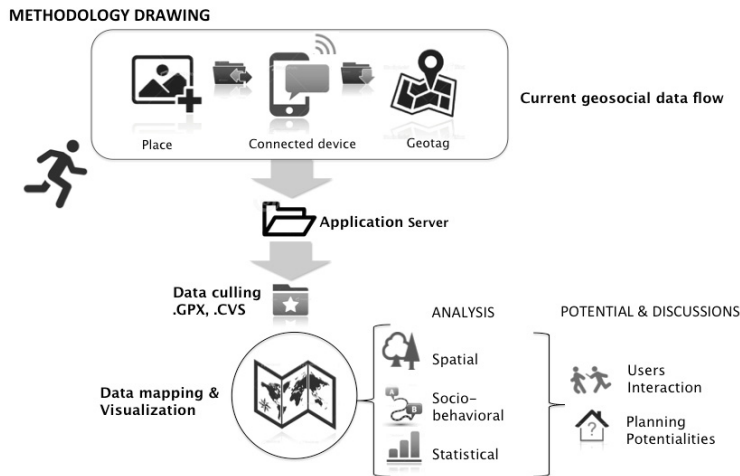 METHODOLOGY DRAWING
Place
Connected device
Geotag
Current geosocial data flow
Application Server
Data culling
.GPX, .CVS
Data mapping &
Visualization
ANALYSIS
Spatial
A
B
Socio-
behavioral
Statistical
POTENTIAL & DISCUSSIONS
Users
Interaction
?
Planning
Potentialities